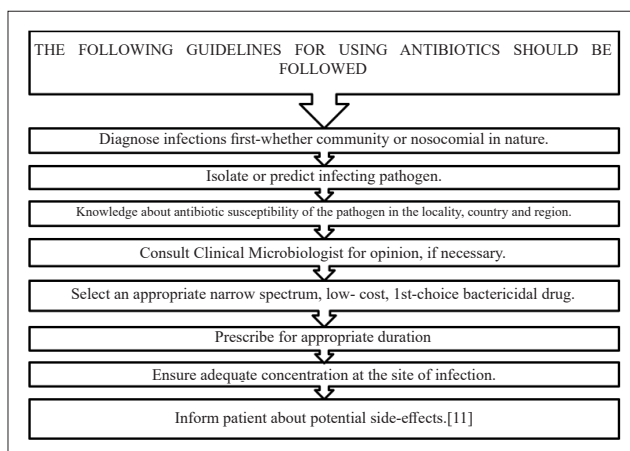 THE FOLLOWING GUIDELINES FOR USING ANTIBIOTICS SHOULD BE
FOLLOWED
Diagnose infections first-whether community or nosocomial in nature.
Isolate or predict infecting pathogen.
Knowledge about antibiotic susceptibility of the pathogen in the locality, country and region.
Consult Clinical Microbiologist for opinion, if necessary.
Select an appropriate narrow spectrum, low- cost, 1st-choice bactericidal drug.
Prescribe for appropriate duration
Ensure adequate concentration at the site of infection.
Inform patient about potential side-effects.[11]